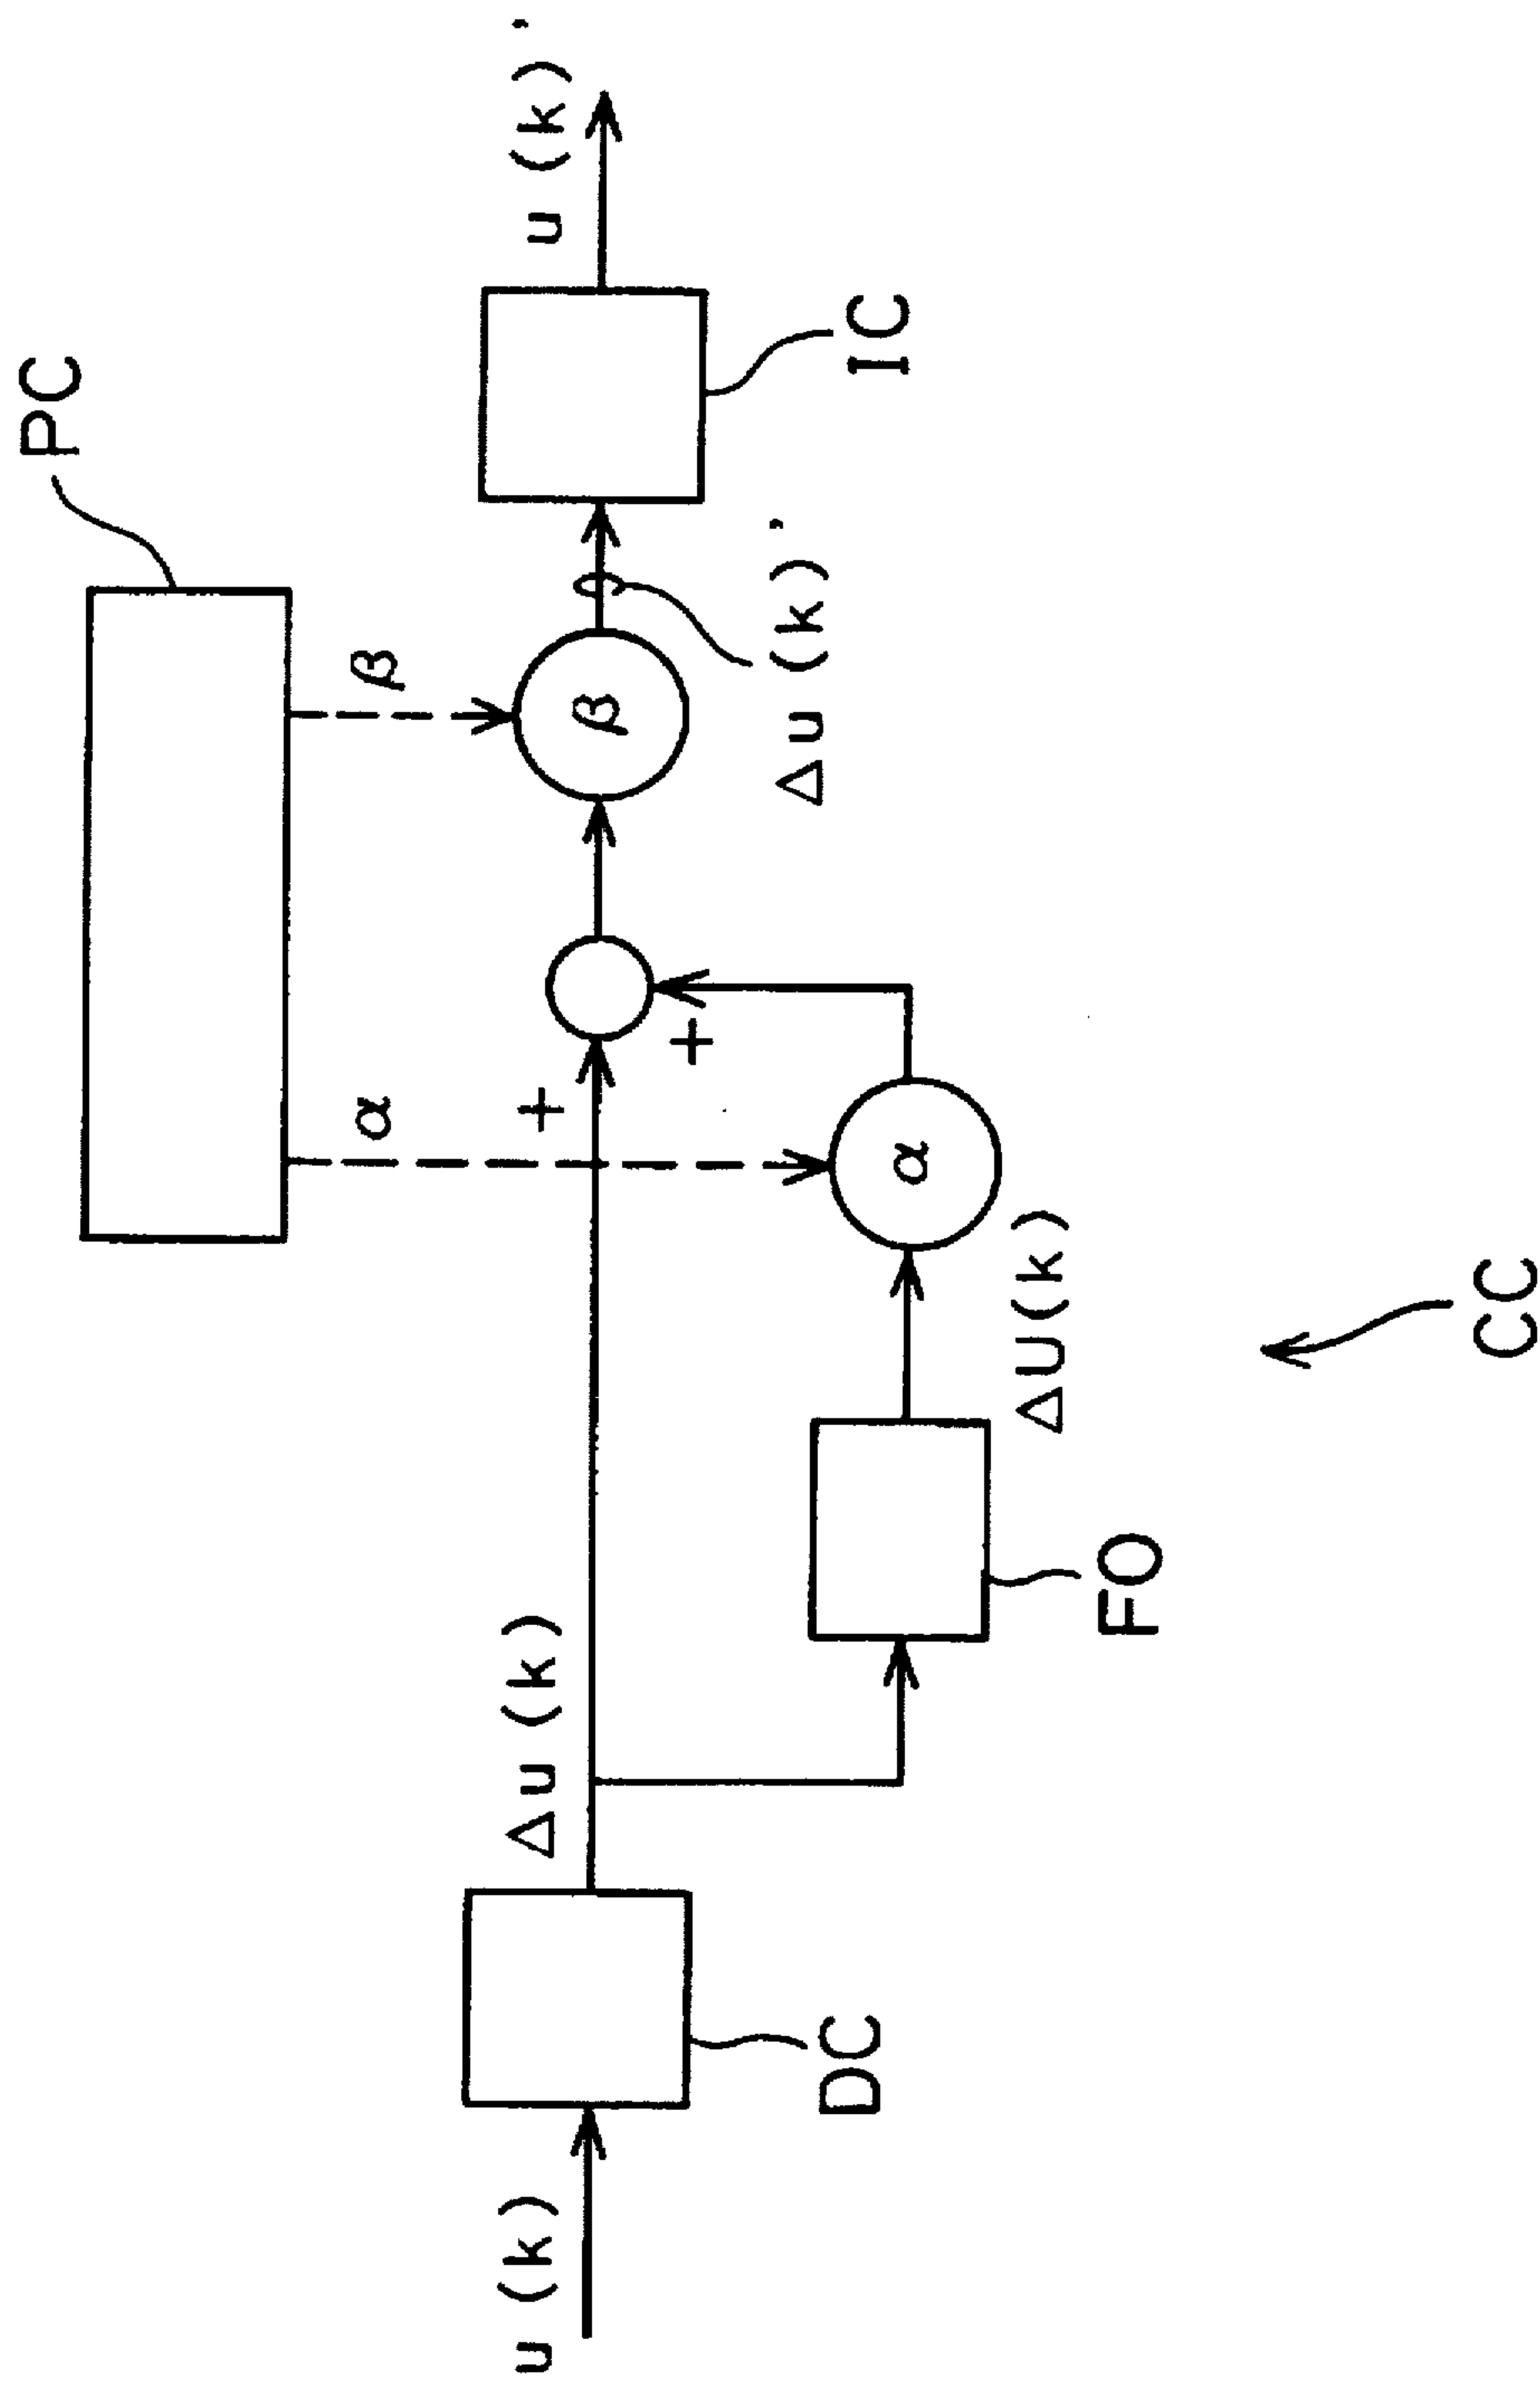 PC
α
β
u(k)
Δu(k)
+
+
β
u(k)'
Δu(k)'
α
ΔU(k)
DC
FO
IC
CC